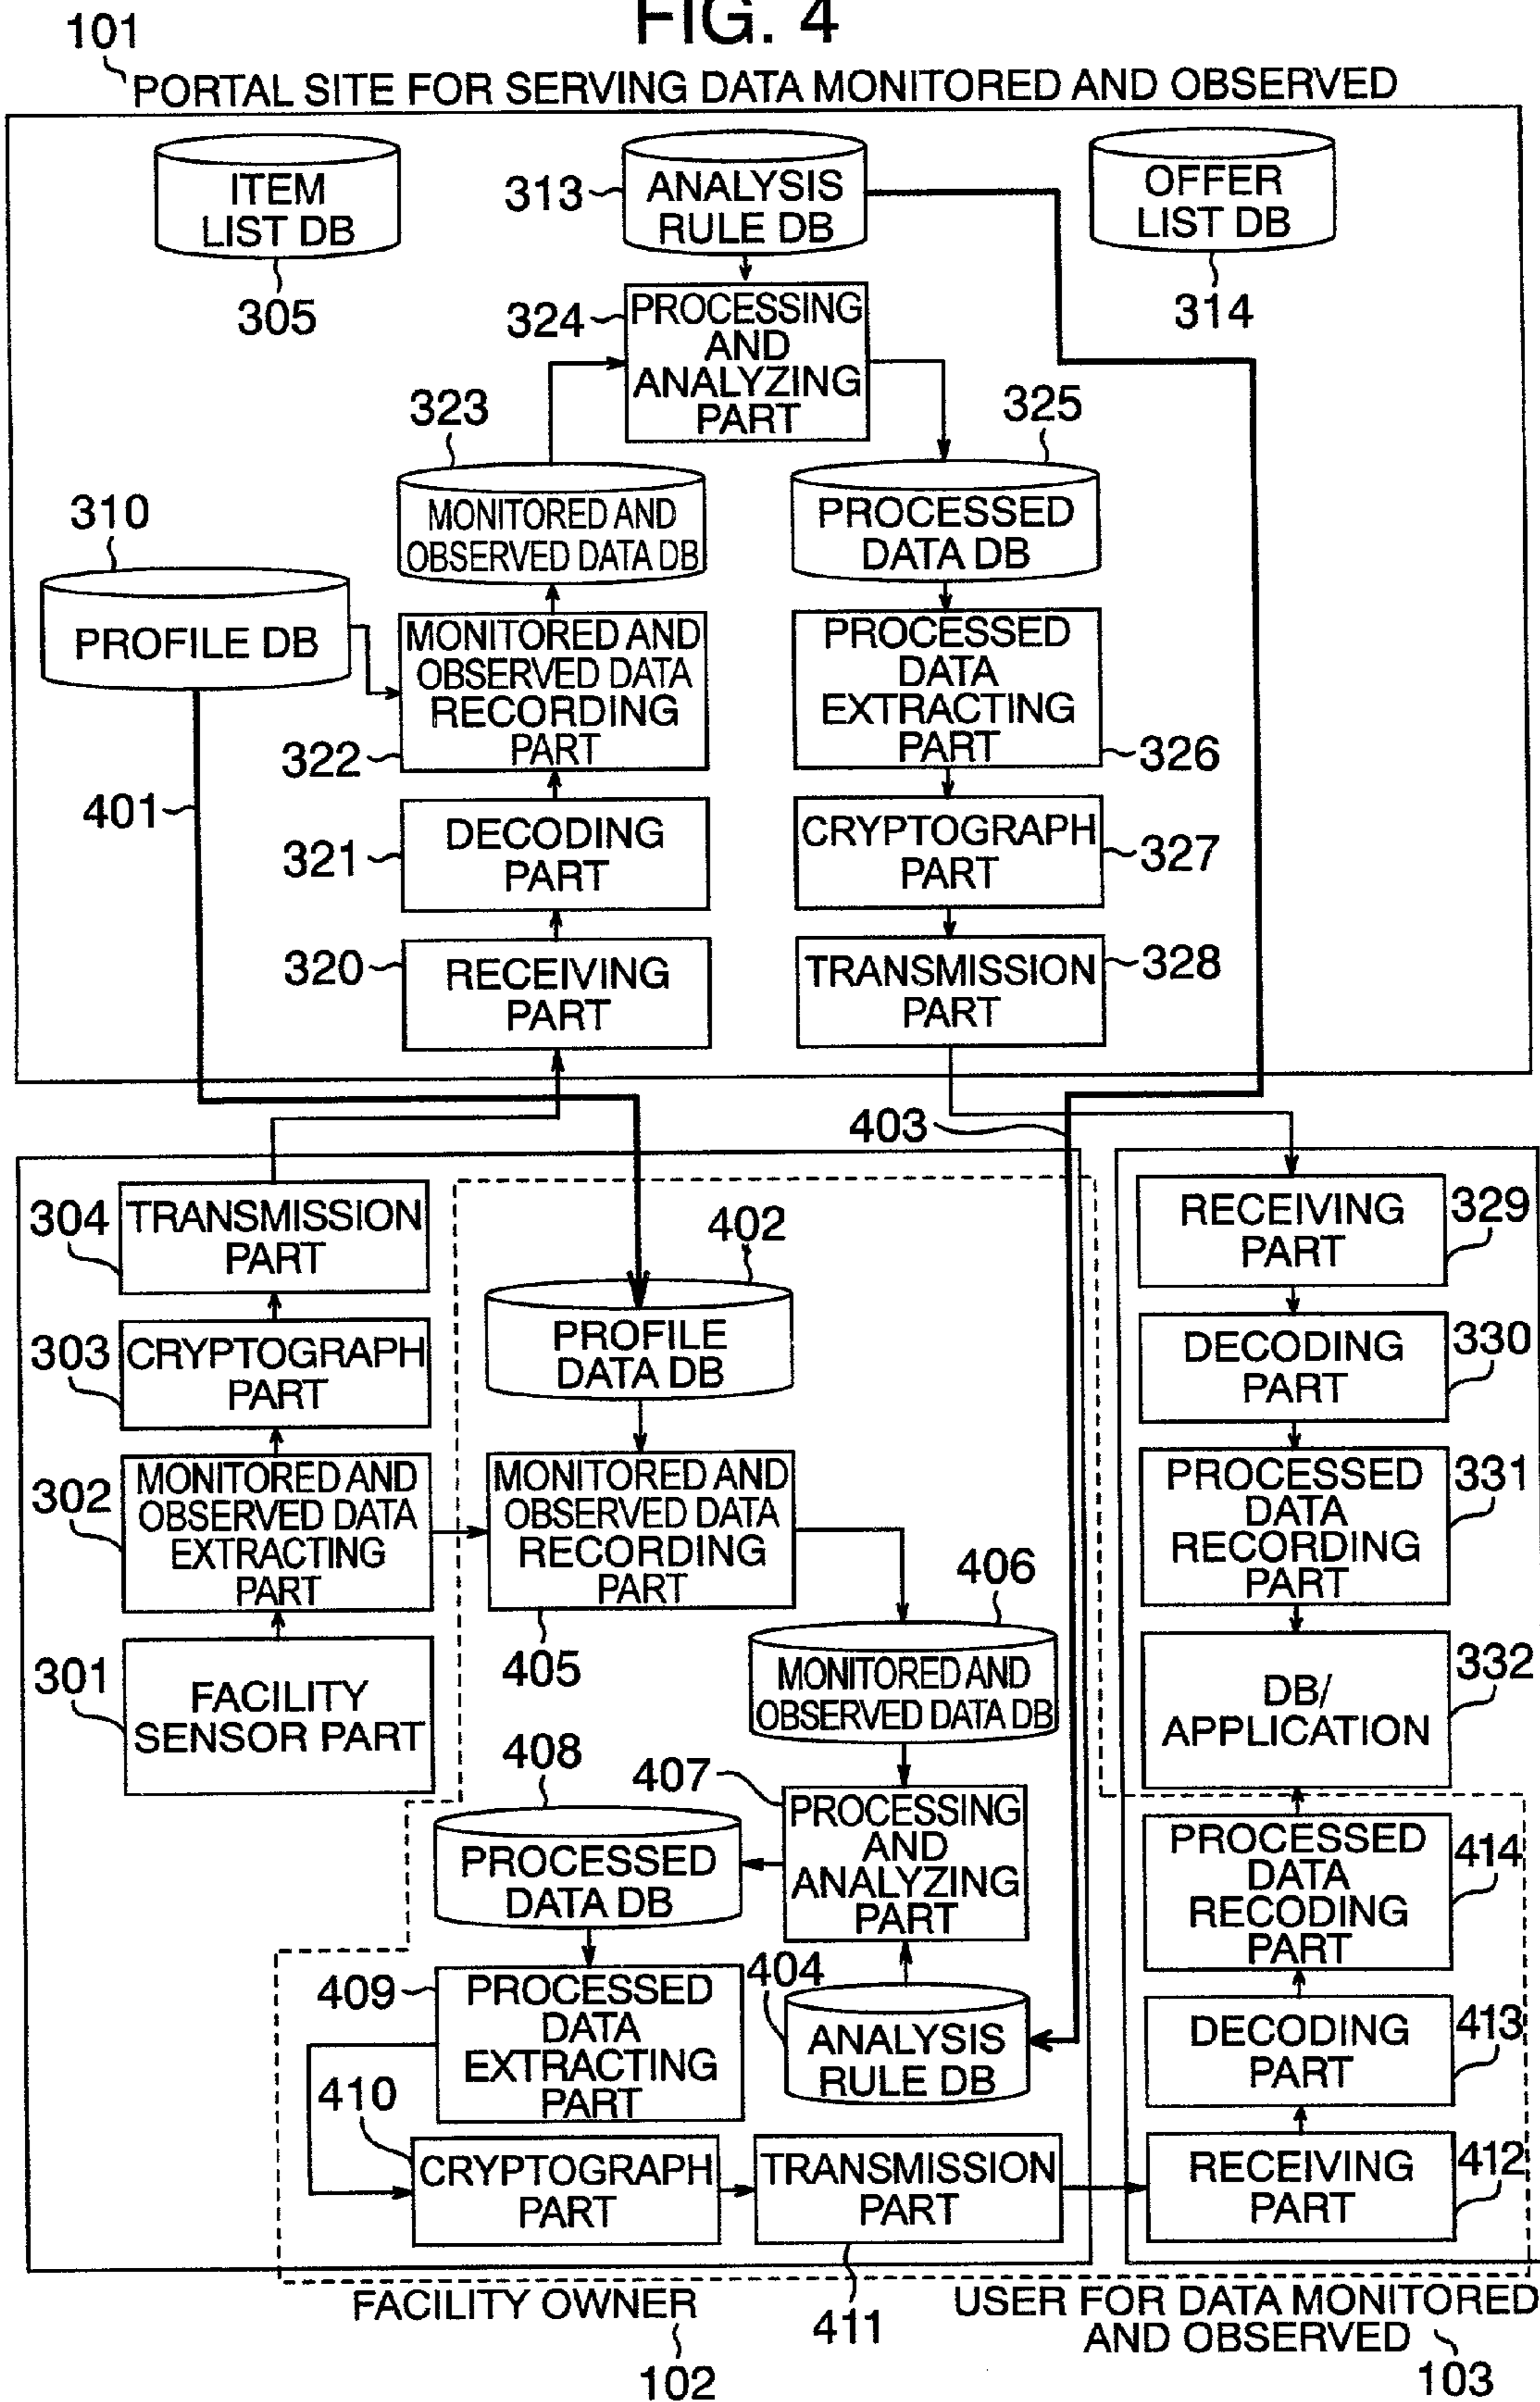 FIG. 4
101
PORTAL SITE FOR SERVING DATA MONITORED AND OBSERVED
ITEM
LIST DB
305
313
ANALYSIS
RULE DB
OFFER
LIST DB
314
324
PROCESSING
AND
ANALYZING
PART
323
MONITORED AND
OBSERVED DATA DB
325
PROCESSED
DATA DB
310
PROFILE DB
MONITORED AND
OBSERVED DATA
RECORDING
PART
322
PROCESSED
DATA
EXTRACTING
PART
326
401
321
DECODING
PART
CRYPTOGRAPH
PART
327
320
RECEIVING
PART
TRANSMISSION
PART
328
403
304
TRANSMISSION
PART
303
CRYPTOGRAPH
PART
302
MONITORED AND
OBSERVED DATA
EXTRACTING
PART
301
FACILITY
SENSOR PART
402
PROFILE
DATA DB
MONITORED AND
OBSERVED DATA
RECORDING
PART
405
406
MONITORED AND
OBSERVED DATA DB
408
PROCESSED
DATA DB
407
PROCESSING
AND
ANALYZING
PART
409
PROCESSED
DATA
EXTRACTING
PART
404
ANALYSIS
RULE DB
410
CRYPTOGRAPH
PART
TRANSMISSION
PART
411
RECEIVING
PART
329
DECODING
PART
330
PROCESSED
DATA
RECORDING
PART
331
DB/
APPLICATION
332
PROCESSED
DATA
RECODING
PART
414
DECODING
PART
413
RECEIVING
PART
412
FACILITY OWNER
102
USER FOR DATA MONITORED
AND OBSERVED
103